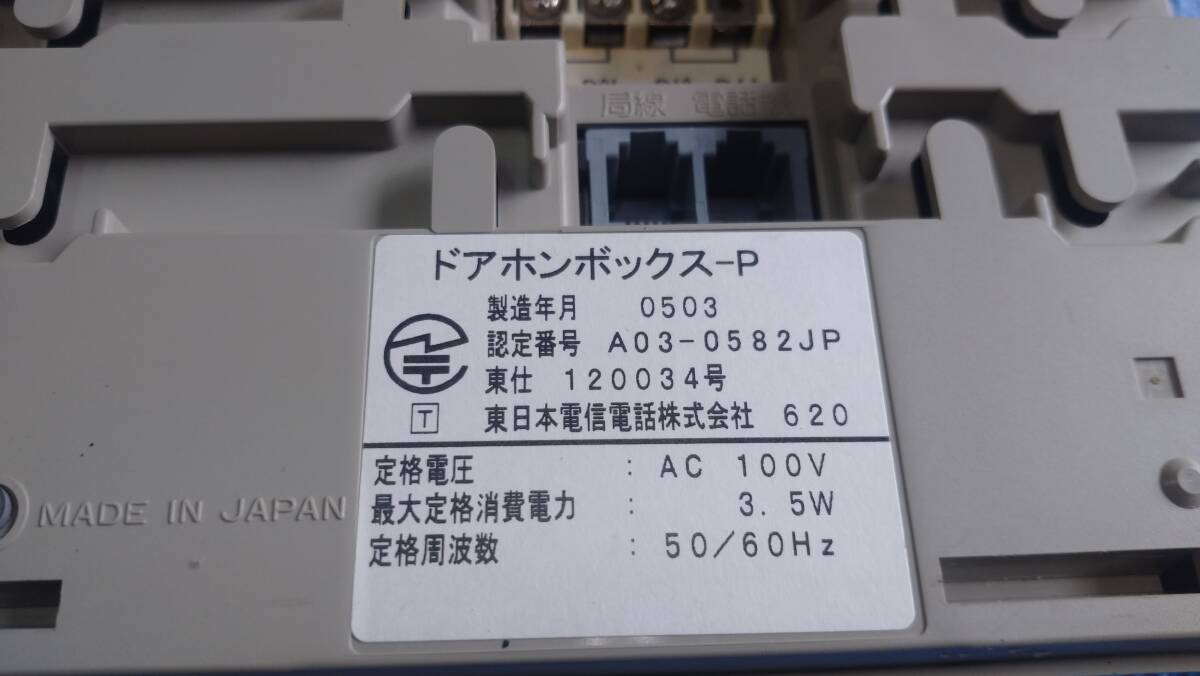 局線 電話
ドアホンボックス-P
製造年月 0503
認定番号 A03-0582JP
東仕 120034号
T 東日本電信電話株式会社 620
定格電圧 : AC 100V
最大定格消費電力 : 3.5W
定格周波数 : 50/60Hz
MADE IN JAPAN